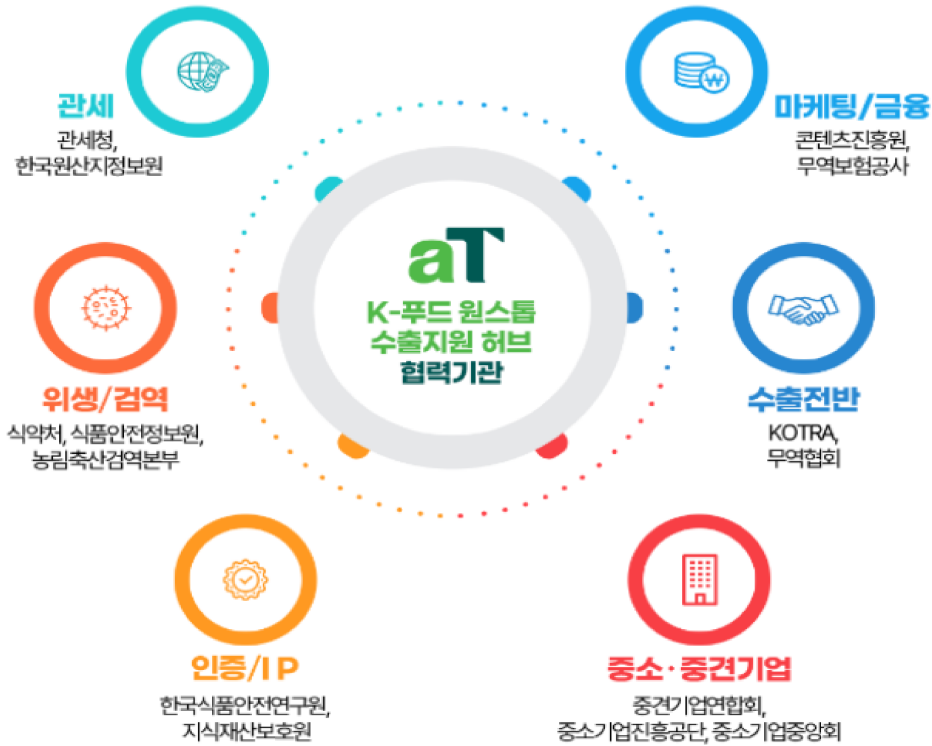 관세
관세청,
한국원산지정보원
마케팅/금융
콘텐츠진흥원,
무역보험공사
aT
K-푸드 원스톱
수출지원 허브
협력기관
위생/검역
식약처, 식품안전정보원,
농림축산검역본부
수출전반
KOTRA,
무역협회
인증/I P
한국식품안전연구원,
지식재산보호원
중소·중견기업
중견기업연합회,
중소기업진흥공단, 중소기업중앙회